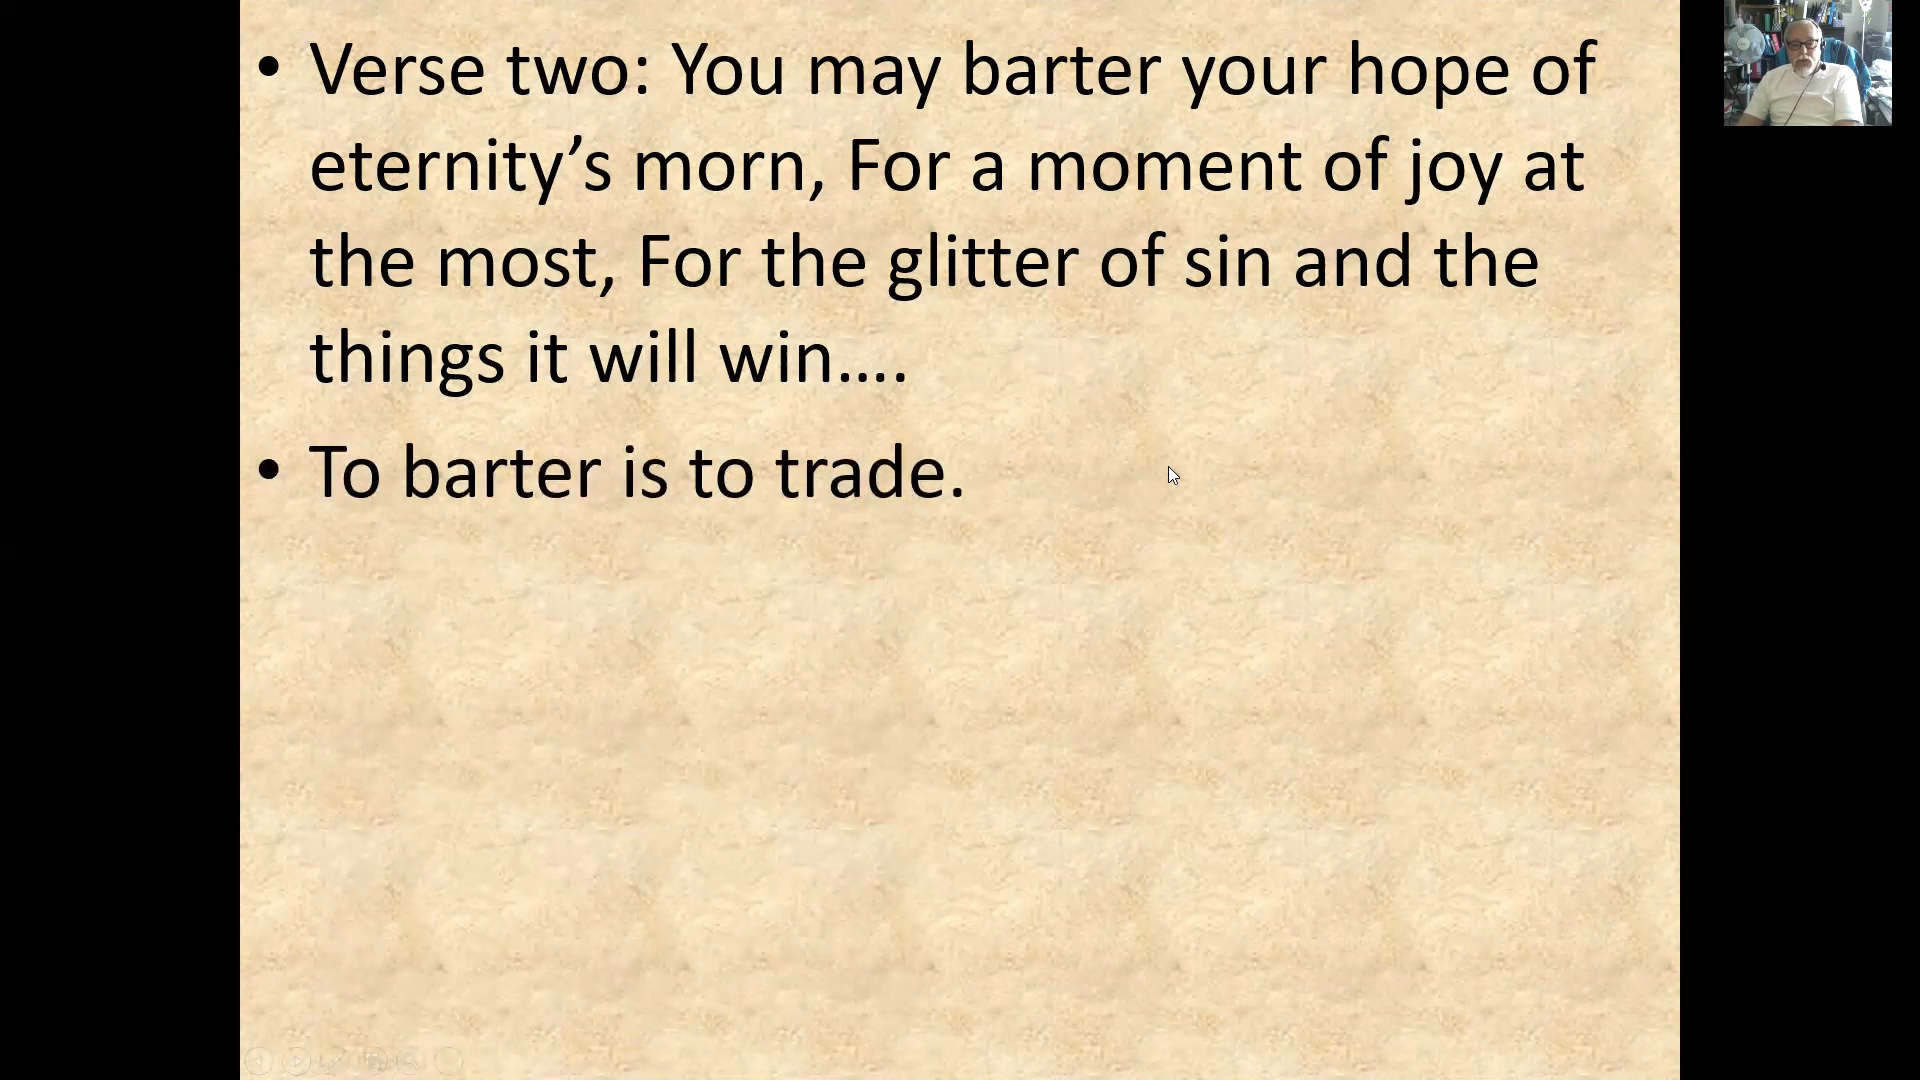 • Verse two: You may barter your hope of
eternity’s morn, For a moment of joy at
the most, For the glitter of sin and the
things it will win….
• To barter is to trade.